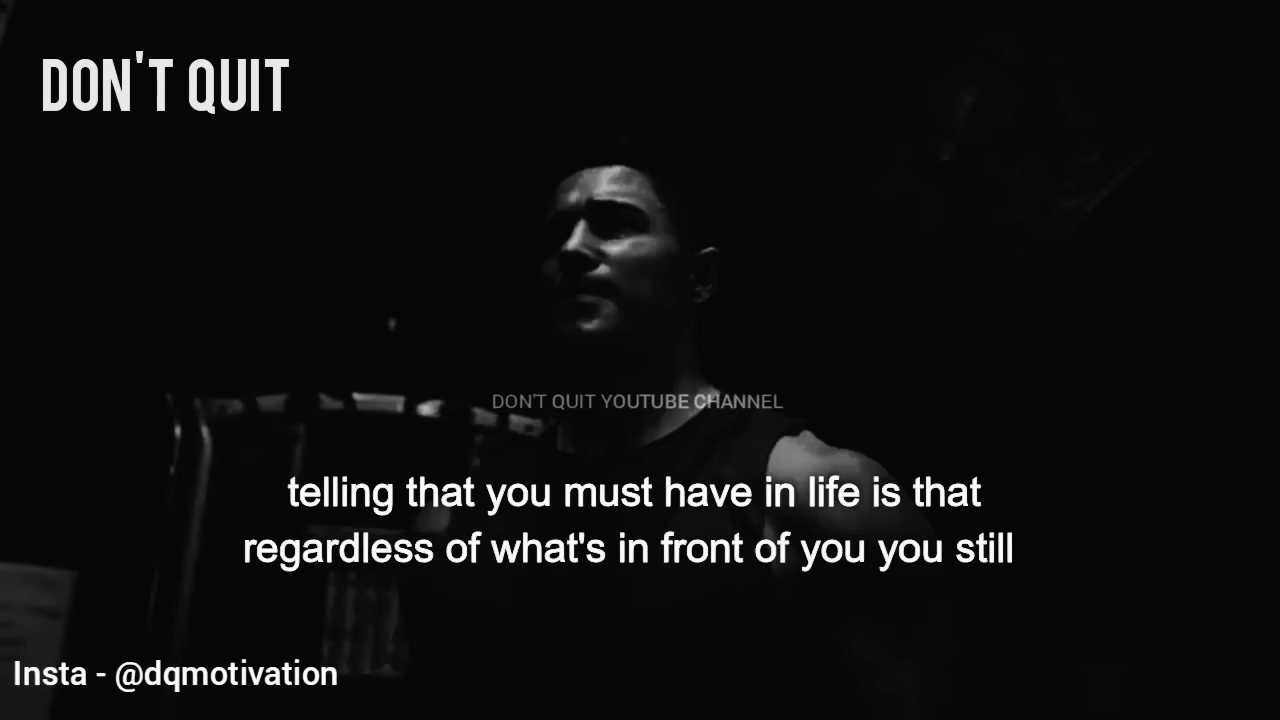 DON'T QUIT
DON'T QUIT YOUTUBE CHANNEL
telling that you must have in life is that
regardless of what's in front of you you still
Insta - @dqmotivation